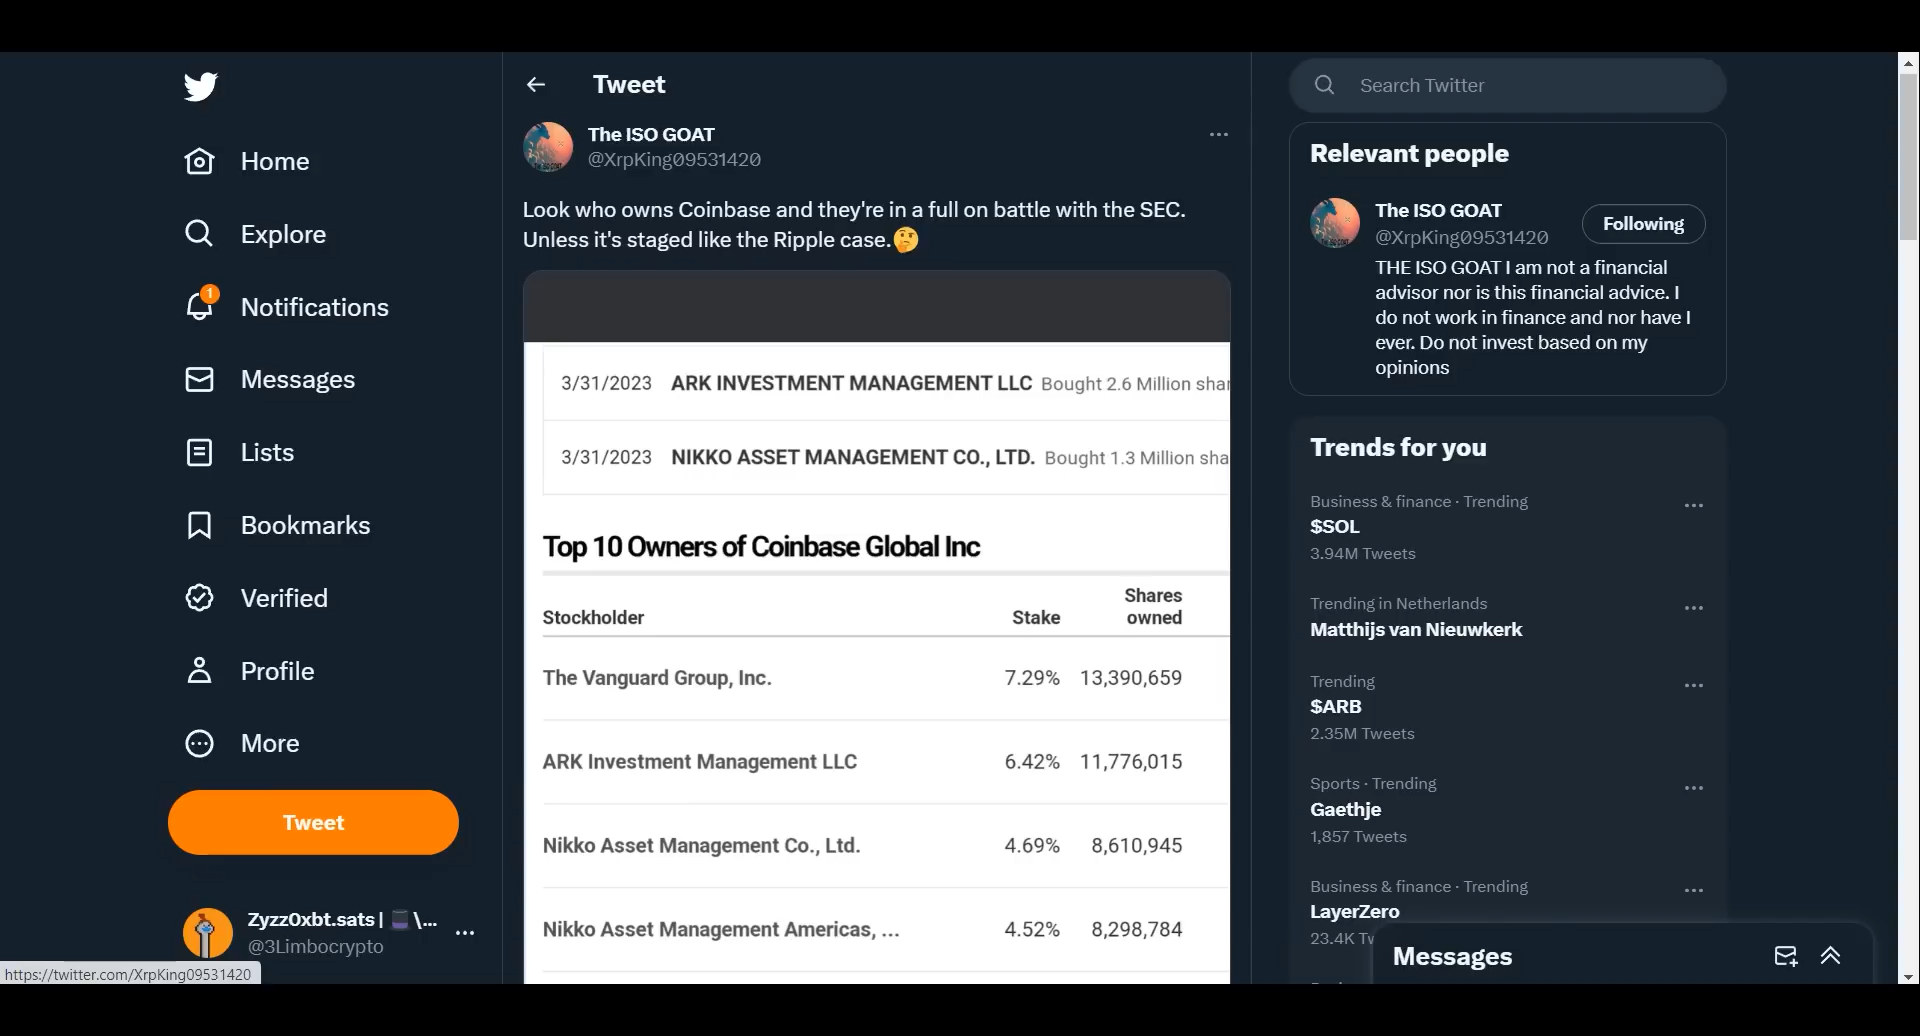 Home
Explore
1
Notifications
Messages
Lists
Bookmarks
Verified
Profile
More
Tweet
Zyzz0xbt.sats | \...
@3Limbocrypto
https://twitter.com/XrpKing09531420
Tweet
The ISO GOAT
@XrpKing09531420
Look who owns Coinbase and they're in a full on battle with the SEC.
Unless it's staged like the Ripple case.🤔
3/31/2023 ARK INVESTMENT MANAGEMENT LLC Bought 2.6 Million shar
3/31/2023 NIKKO ASSET MANAGEMENT CO., LTD. Bought 1.3 Million sha
Top 10 Owners of Coinbase Global Inc
Stockholder Stake Shares owned
The Vanguard Group, Inc. 7.29% 13,390,659
ARK Investment Management LLC 6.42% 11,776,015
Nikko Asset Management Co., Ltd. 4.69% 8,610,945
Nikko Asset Management Americas, ... 4.52% 8,298,784
Search Twitter
Relevant people
The ISO GOAT
@XrpKing09531420
Following
THE ISO GOAT I am not a financial
advisor nor is this financial advice. I
do not work in finance and nor have I
ever. Do not invest based on my
opinions
Trends for you
Business & finance · Trending
$SOL
3.94M Tweets
Trending in Netherlands
Matthijs van Nieuwkerk
Trending
$ARB
2.35M Tweets
Sports · Trending
Gaethje
1,857 Tweets
Business & finance · Trending
LayerZero
23.4K Tw
Messages